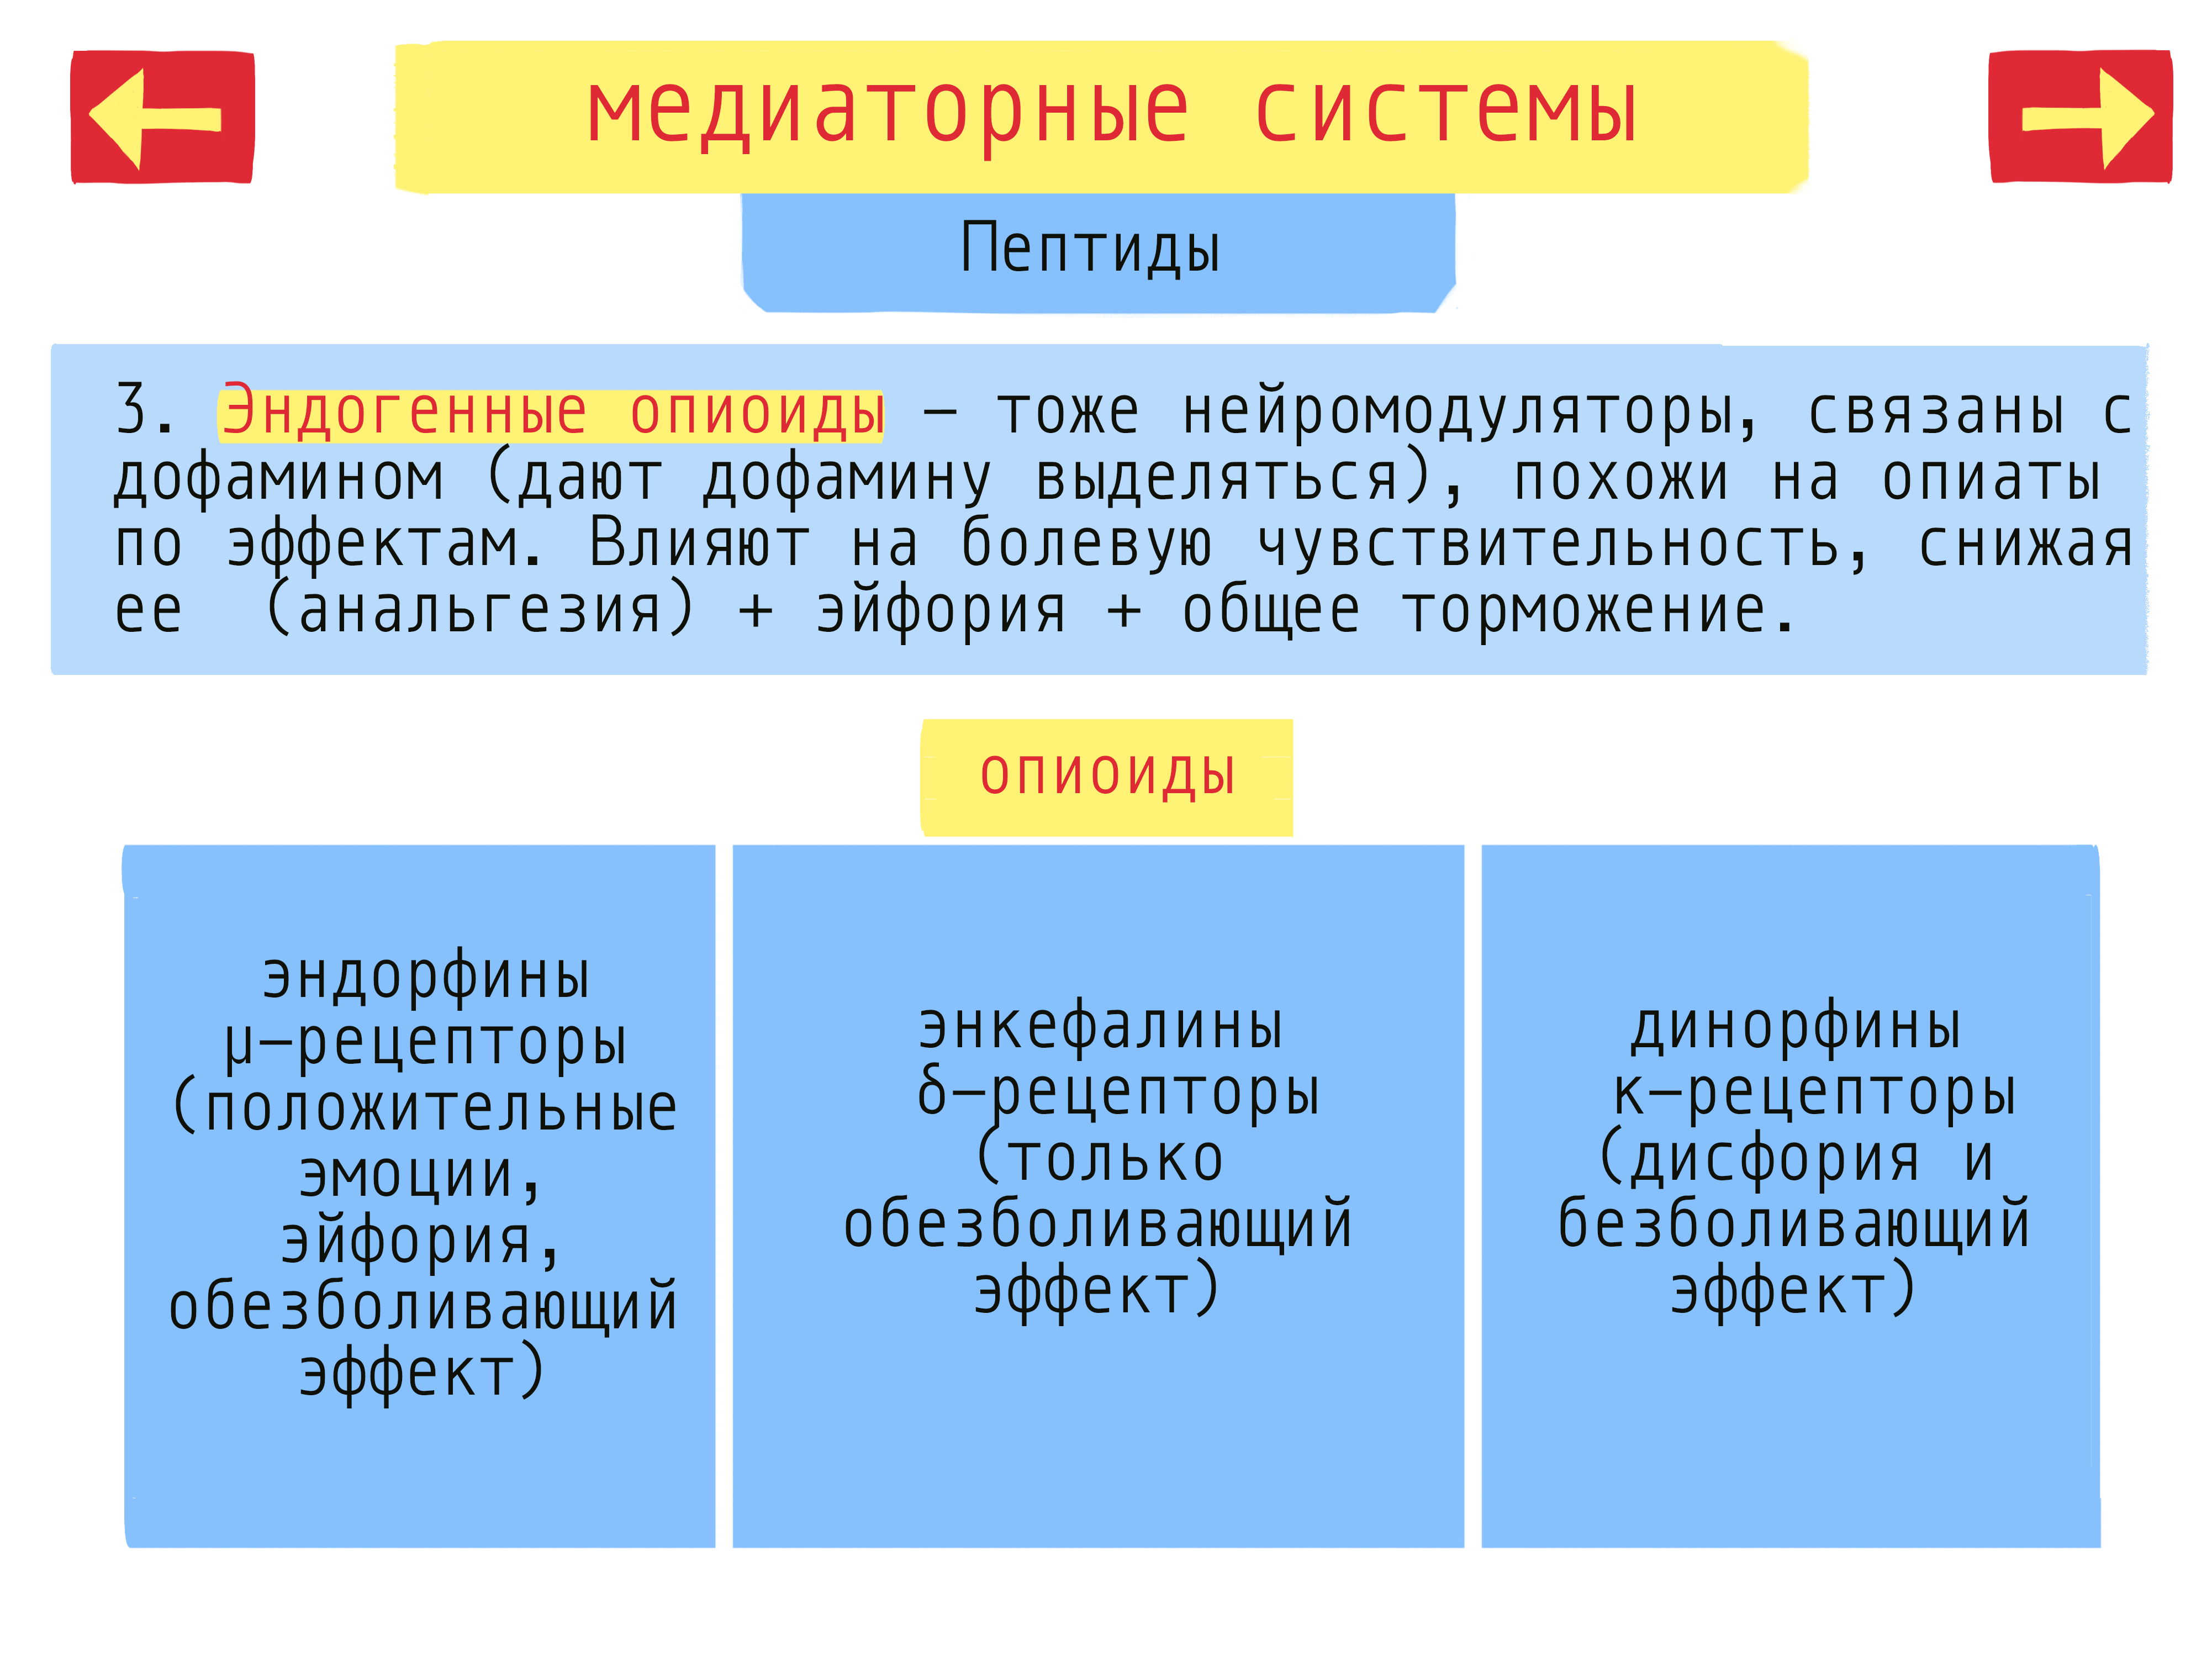 медиаторные системы
Пептиды
3. Эндогенные опиоиды – тоже нейромодуляторы, связаны с
дофамином (дают дофамину выделяться), похожи на опиаты
по эффектам. Влияют на болевую чувствительность, снижая
ее (анальгезия) + эйфория + общее торможение.
опиоиды
эндорфины
μ–рецепторы
(положительные
эмоции,
эйфория,
обезболивающий
эффект)
энкефалины
δ–рецепторы
(только
обезболивающий
эффект)
динорфины
к–рецепторы
(дисфория и
безболивающий
эффект)